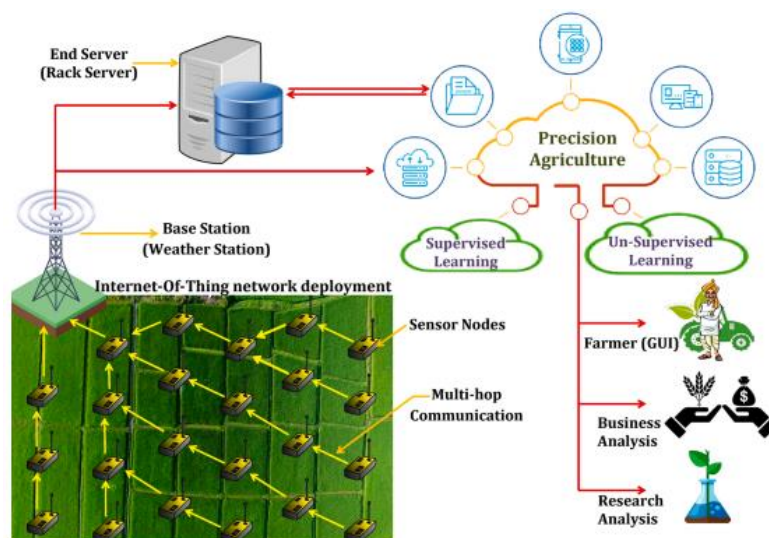 End Server
(Rack Server)
Precision
Agriculture
Base Station
(Weather Station)
Supervised
Learning
Un-Supervised
Learning
Internet-Of-Thing network deployment
Sensor Nodes
Farmer (GUI)
Multi-hop
Communication
Business
Analysis
$
Research
Analysis